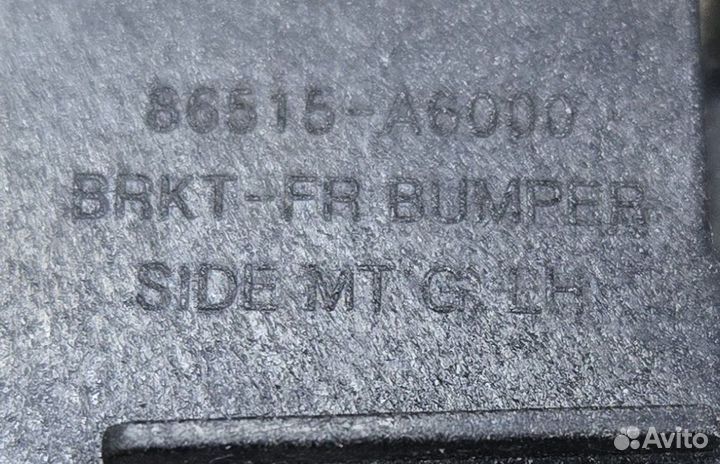 86515-A6000
BRKT-FR BUMPER
SIDE MT'G, LH
Avito